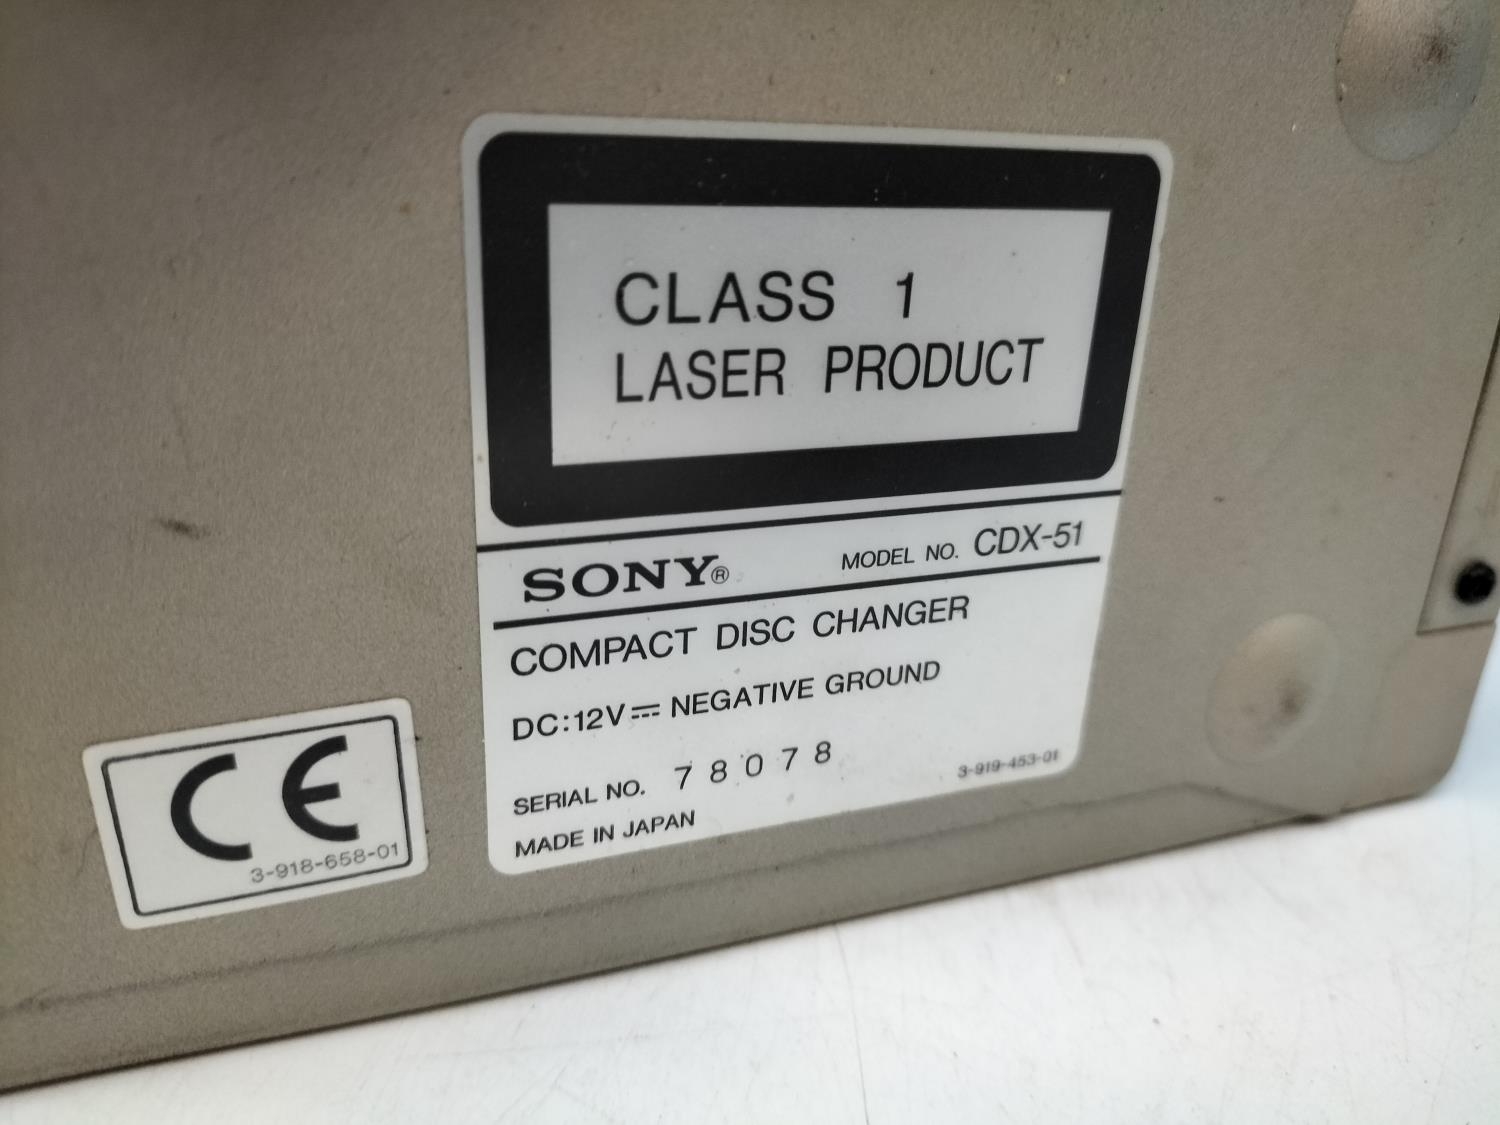 CLASS 1
LASER PRODUCT
SONY®
MODEL NO. CDX-51
COMPACT DISC CHANGER
DC:12V⎓NEGATIVE GROUND
SERIAL NO. 78078
3-919-453-01
MADE IN JAPAN
CE
3-918-658-01